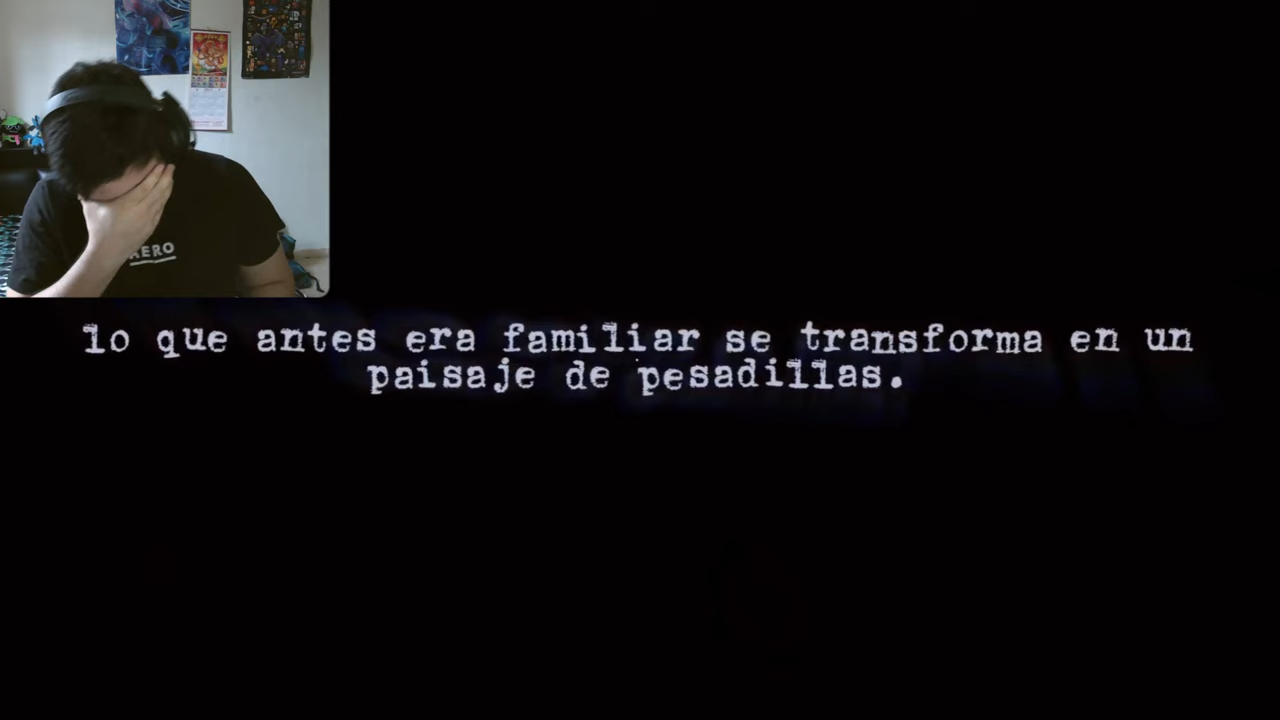 lo que antes era familiar se transforma en un
paisaje de pesadillas.